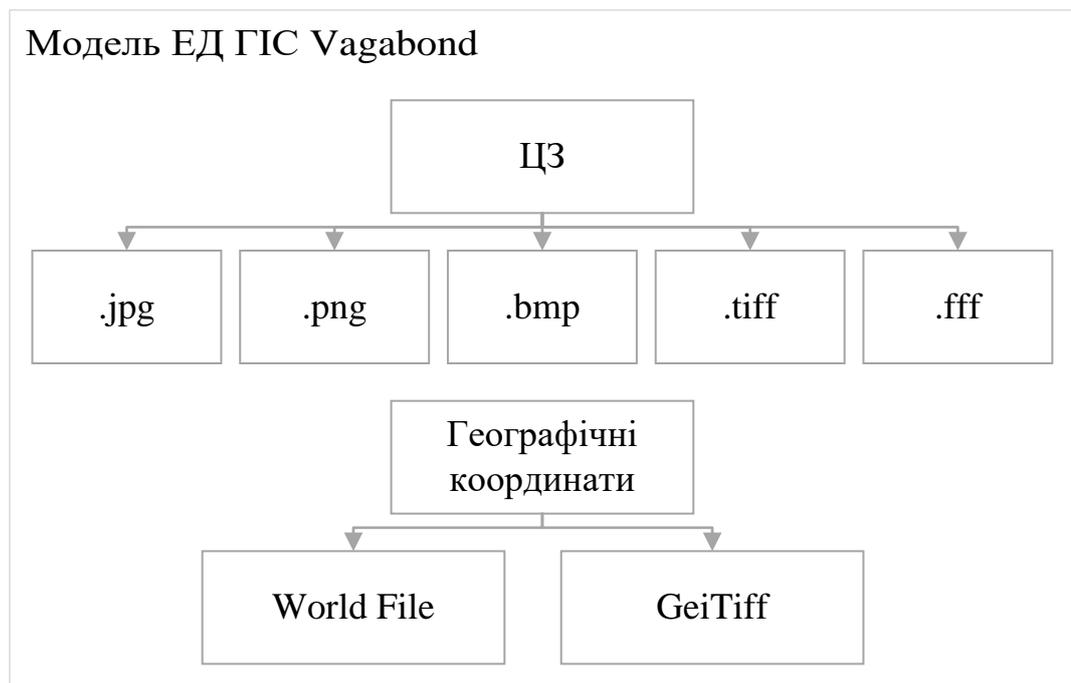 Модель ЕД ГІС Vagabond
ЦЗ
.jpg
.png
.bmp
.tiff
.fff
Географічні
координати
World File
GeiTiff